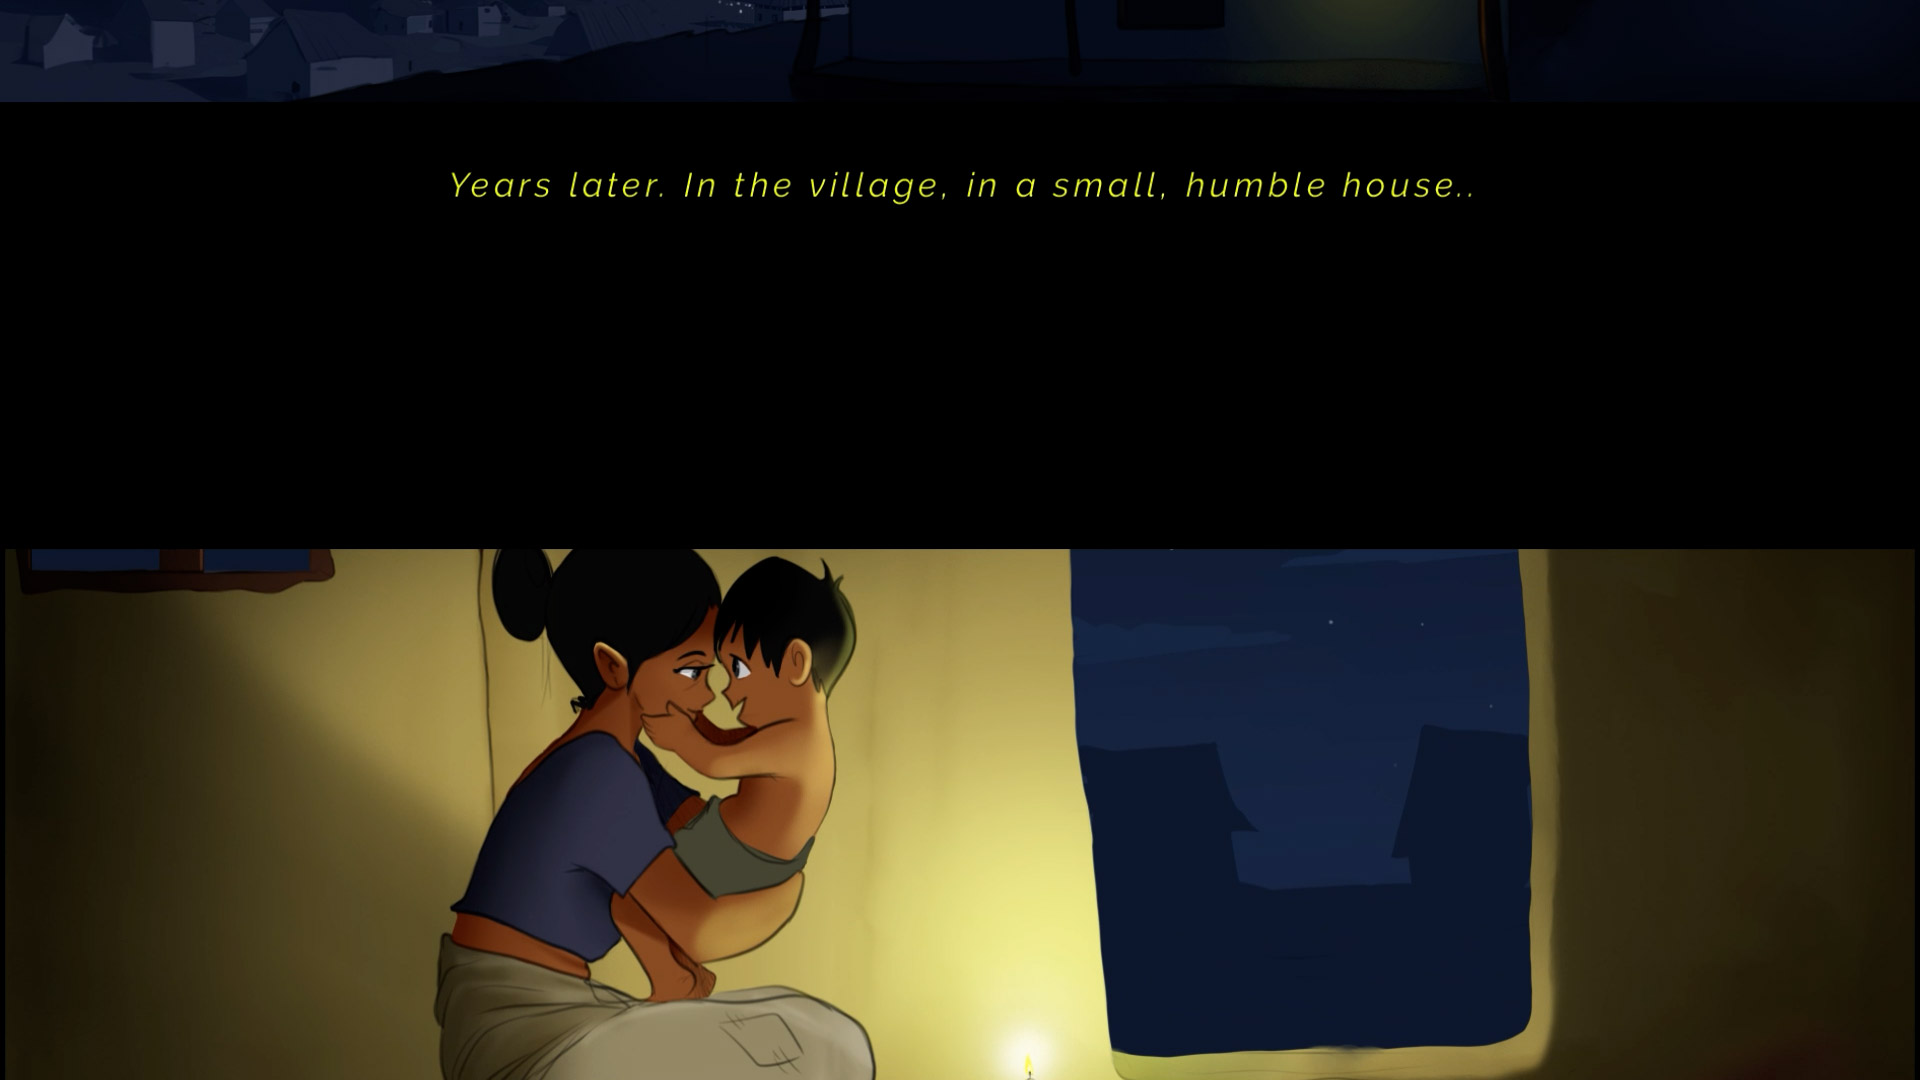 Years later. In the village, in a small, humble house..